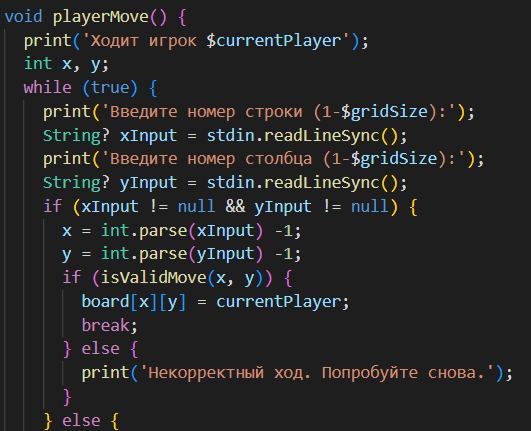 void playerMove() {
  print('Ходит игрок $currentPlayer');
  int x, y;
  while (true) {
    print('Введите номер строки (1-$gridSize):');
    String? xInput = stdin.readLineSync();
    print('Введите номер столбца (1-$gridSize):');
    String? yInput = stdin.readLineSync();
    if (xInput != null && yInput != null) {
      x = int.parse(xInput) -1;
      y = int.parse(yInput) -1;
      if (isValidMove(x, y)) {
        board[x][y] = currentPlayer;
        break;
      } else {
        print('Некорректный ход. Попробуйте снова.');
      }
    } else {